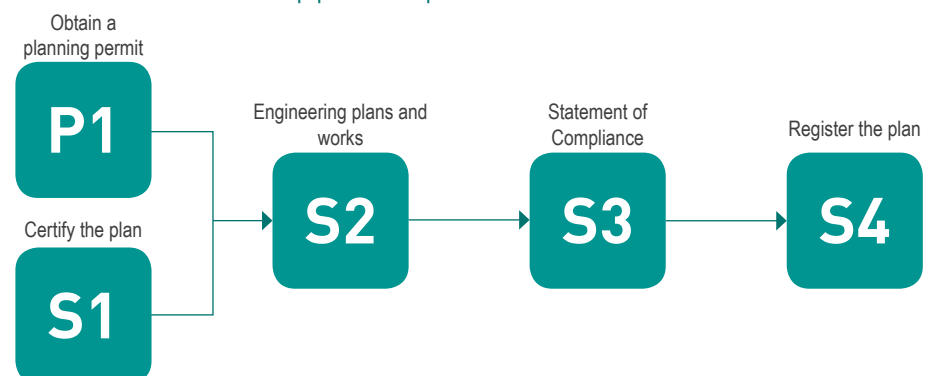 Obtain a
planning permit
P1
Certify the plan
S1
Engineering plans and
works
S2
Statement of
Compliance
S3
Register the plan
S4